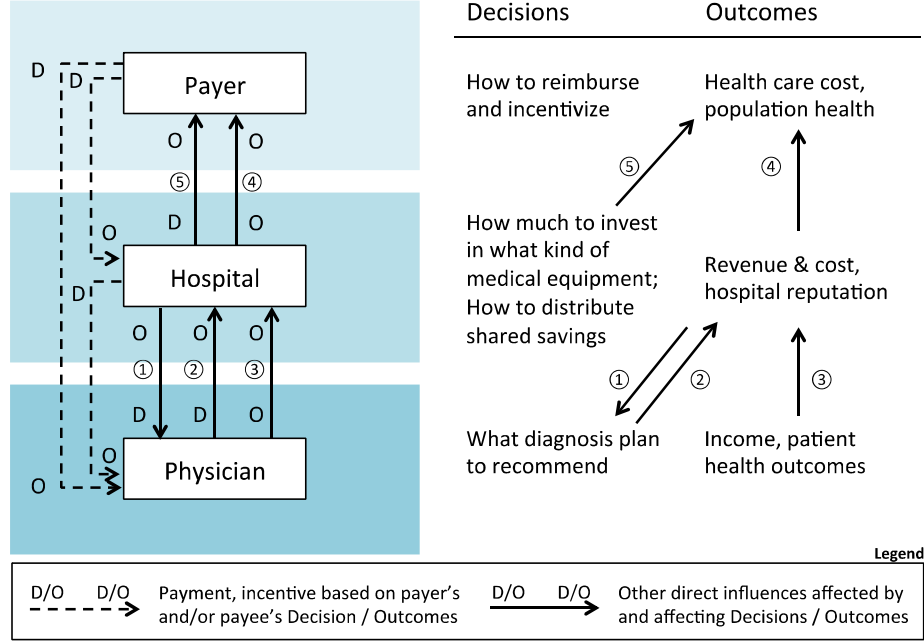 Decisions
Outcomes
D
D
Payer
O
O
⑤
④
D
O
O
Hospital
D
O
O
O
①
②
③
D
D
O
Physician
O
O
How to reimburse
and incentivize
Health care cost,
population health
⑤
④
How much to invest
in what kind of
medical equipment;
How to distribute
shared savings
Revenue & cost,
hospital reputation
①
②
③
What diagnosis plan
to recommend
Income, patient
health outcomes
Legend
D/O D/O
Payment, incentive based on payer's
and/or payee's Decision / Outcomes
D/O D/O
Other direct influences affected by
and affecting Decisions / Outcomes